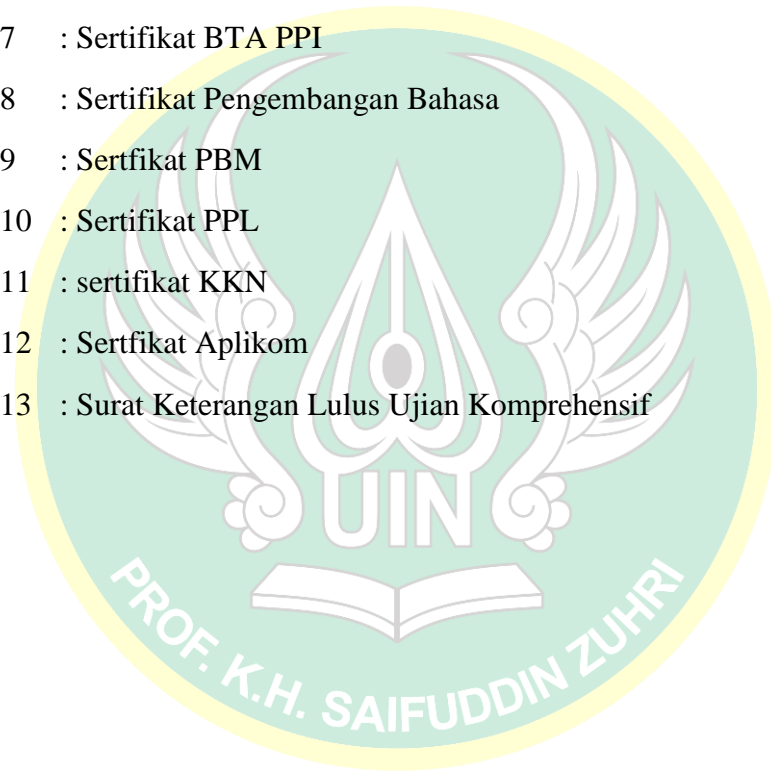 7 : Sertifikat BTA PPI
8 : Sertifikat Pengembangan Bahasa
9 : Sertfikat PBM
10 : Sertifikat PPL
11 : sertifikat KKN
12 : Sertfikat Aplikom
13 : Surat Keterangan Lulus Ujian Komprehensif
UIN
PROF. K.H. SAIFUDDIN ZUHRI